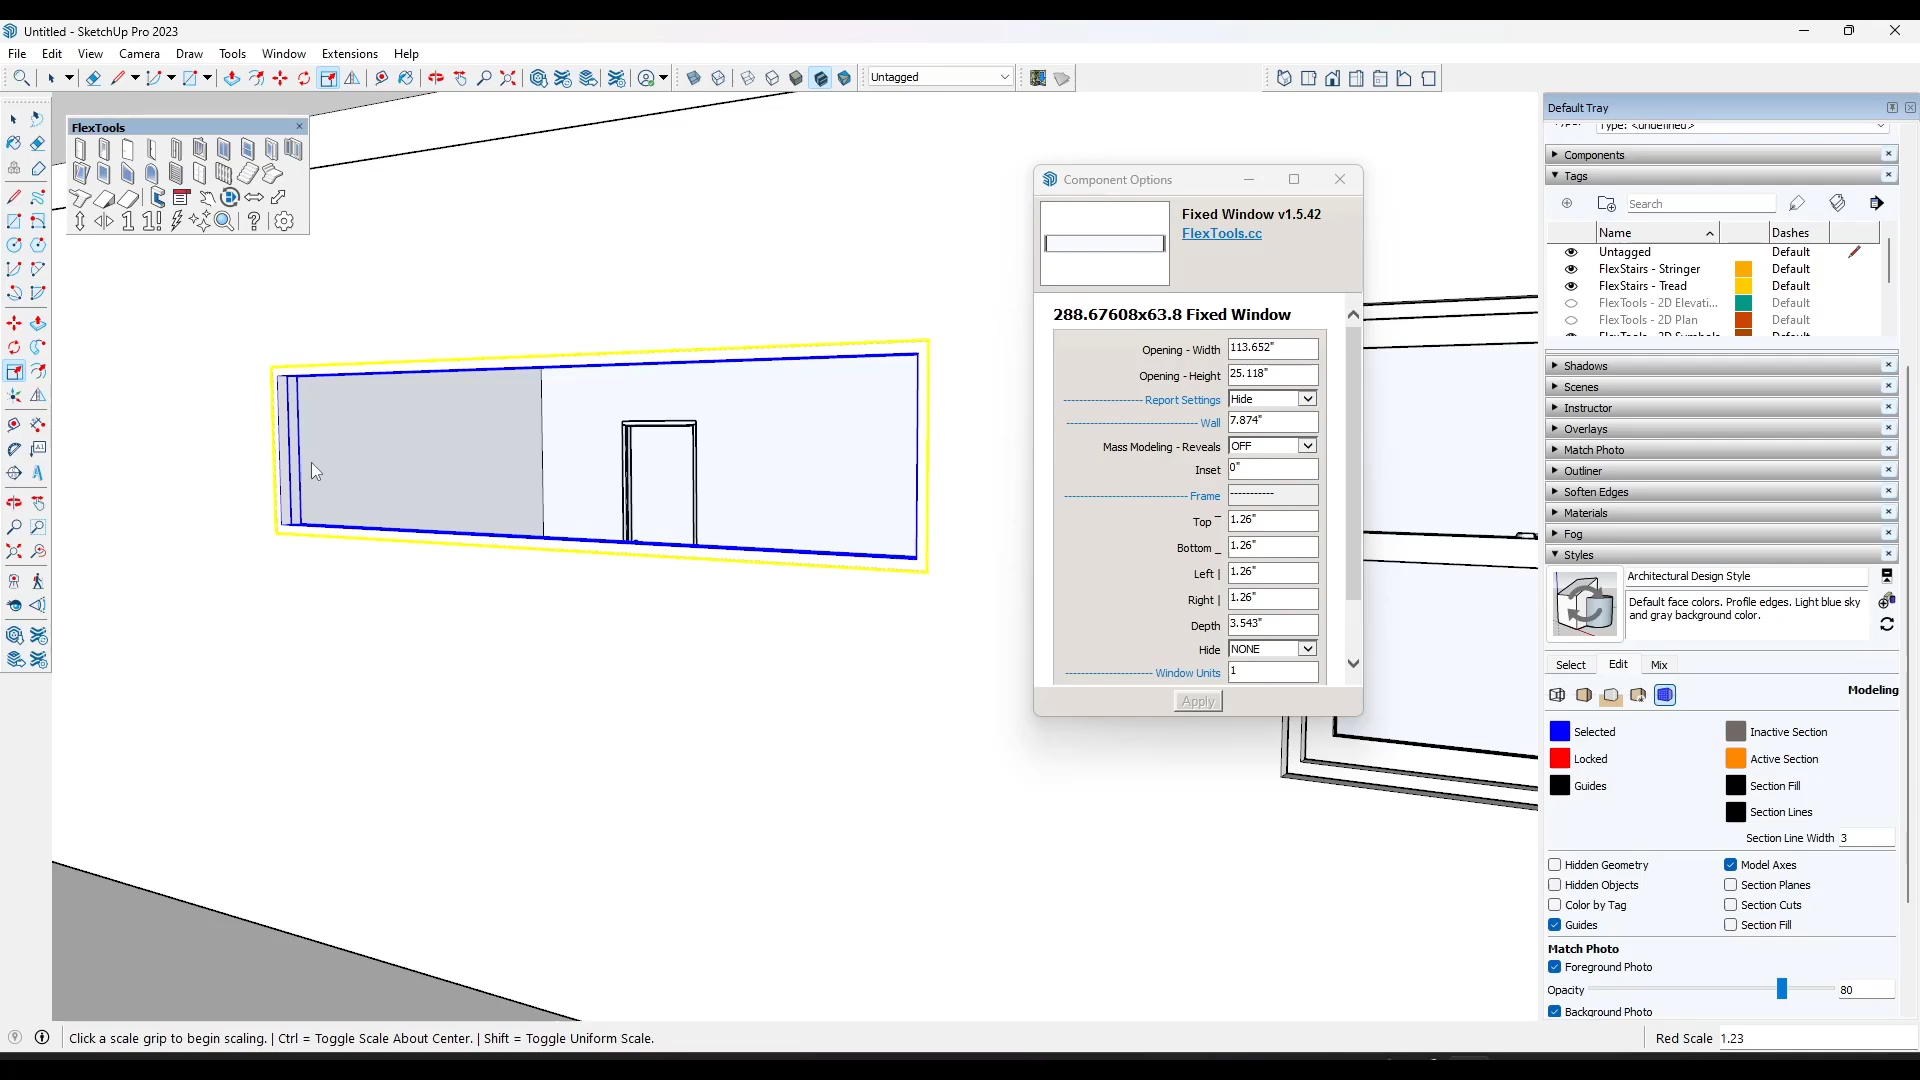 Untitled - SketchUp Pro 2023
File Edit View Camera Draw Tools Window Extensions Help
Untagged
FlexTools
Component Options
Fixed Window v1.5.42
FlexTools.cc
288.67608x63.8 Fixed Window
Opening - Width 113.652"
Opening - Height 25.118"
Report Settings Hide
Wall 7.874"
Mass Modeling - Reveals OFF
Inset 0"
Frame -----------
Top 1.26"
Bottom 1.26"
Left | 1.26"
Right | 1.26"
Depth 3.543"
Hide NONE
Window Units 1
Apply
Default Tray
Type: <undefined>
Components
Tags
Search
Name Dashes
Untagged Default
FlexStairs - Stringer Default
FlexStairs - Tread Default
FlexTools - 2D Elevati... Default
FlexTools - 2D Plan Default
FlexTools - 2D Symbols Default
Shadows
Scenes
Instructor
Overlays
Match Photo
Outliner
Soften Edges
Materials
Fog
Styles
Architectural Design Style
Default face colors. Profile edges. Light blue sky
and gray background color.
Select Edit Mix
Modeling
Selected Inactive Section
Locked Active Section
Guides Section Fill
Section Lines
Section Line Width 3
Hidden Geometry Model Axes
Hidden Objects Section Planes
Color by Tag Section Cuts
Guides Section Fill
Match Photo
Foreground Photo
Opacity 80
Background Photo
Click a scale grip to begin scaling. | Ctrl = Toggle Scale About Center. | Shift = Toggle Uniform Scale.
Red Scale 1.23